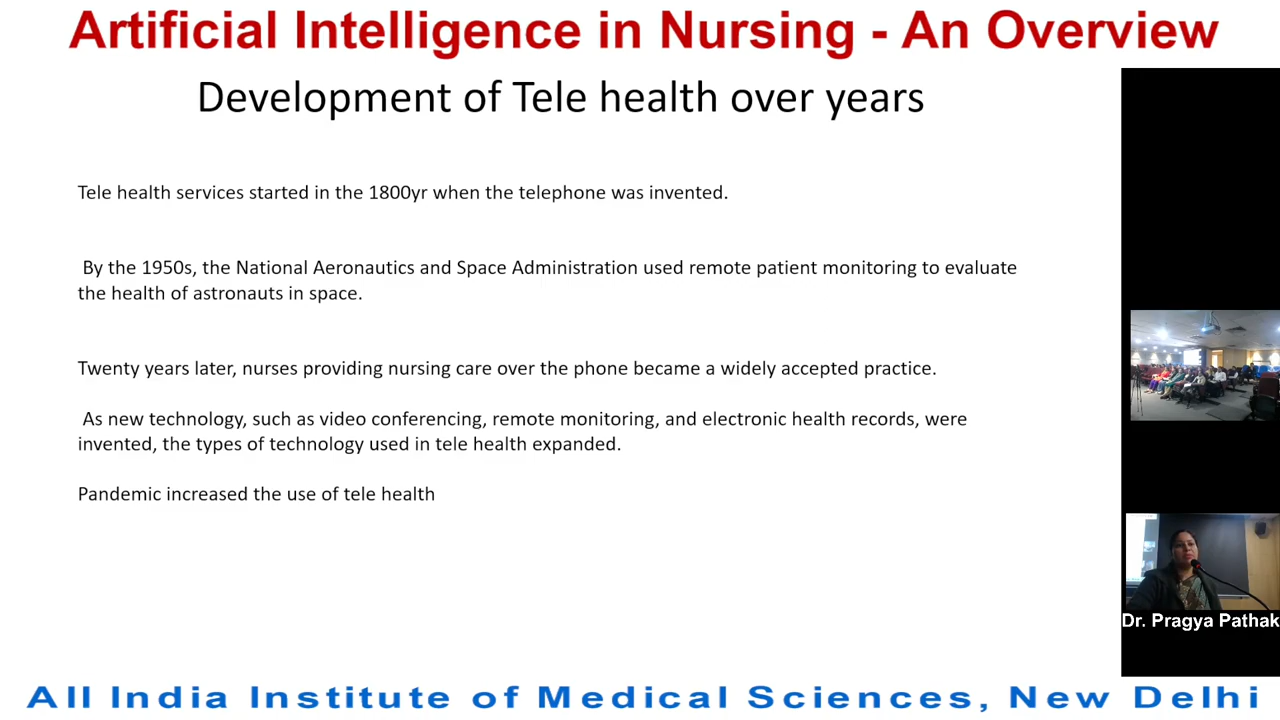 Artificial Intelligence in Nursing - An Overview
Development of Tele health over years
Tele health services started in the 1800yr when the telephone was invented.
By the 1950s, the National Aeronautics and Space Administration used remote patient monitoring to evaluate
the health of astronauts in space.
Twenty years later, nurses providing nursing care over the phone became a widely accepted practice.
As new technology, such as video conferencing, remote monitoring, and electronic health records, were
invented, the types of technology used in tele health expanded.
Pandemic increased the use of tele health
Dr. Pragya Pathak
All India Institute of Medical Sciences, New Delhi